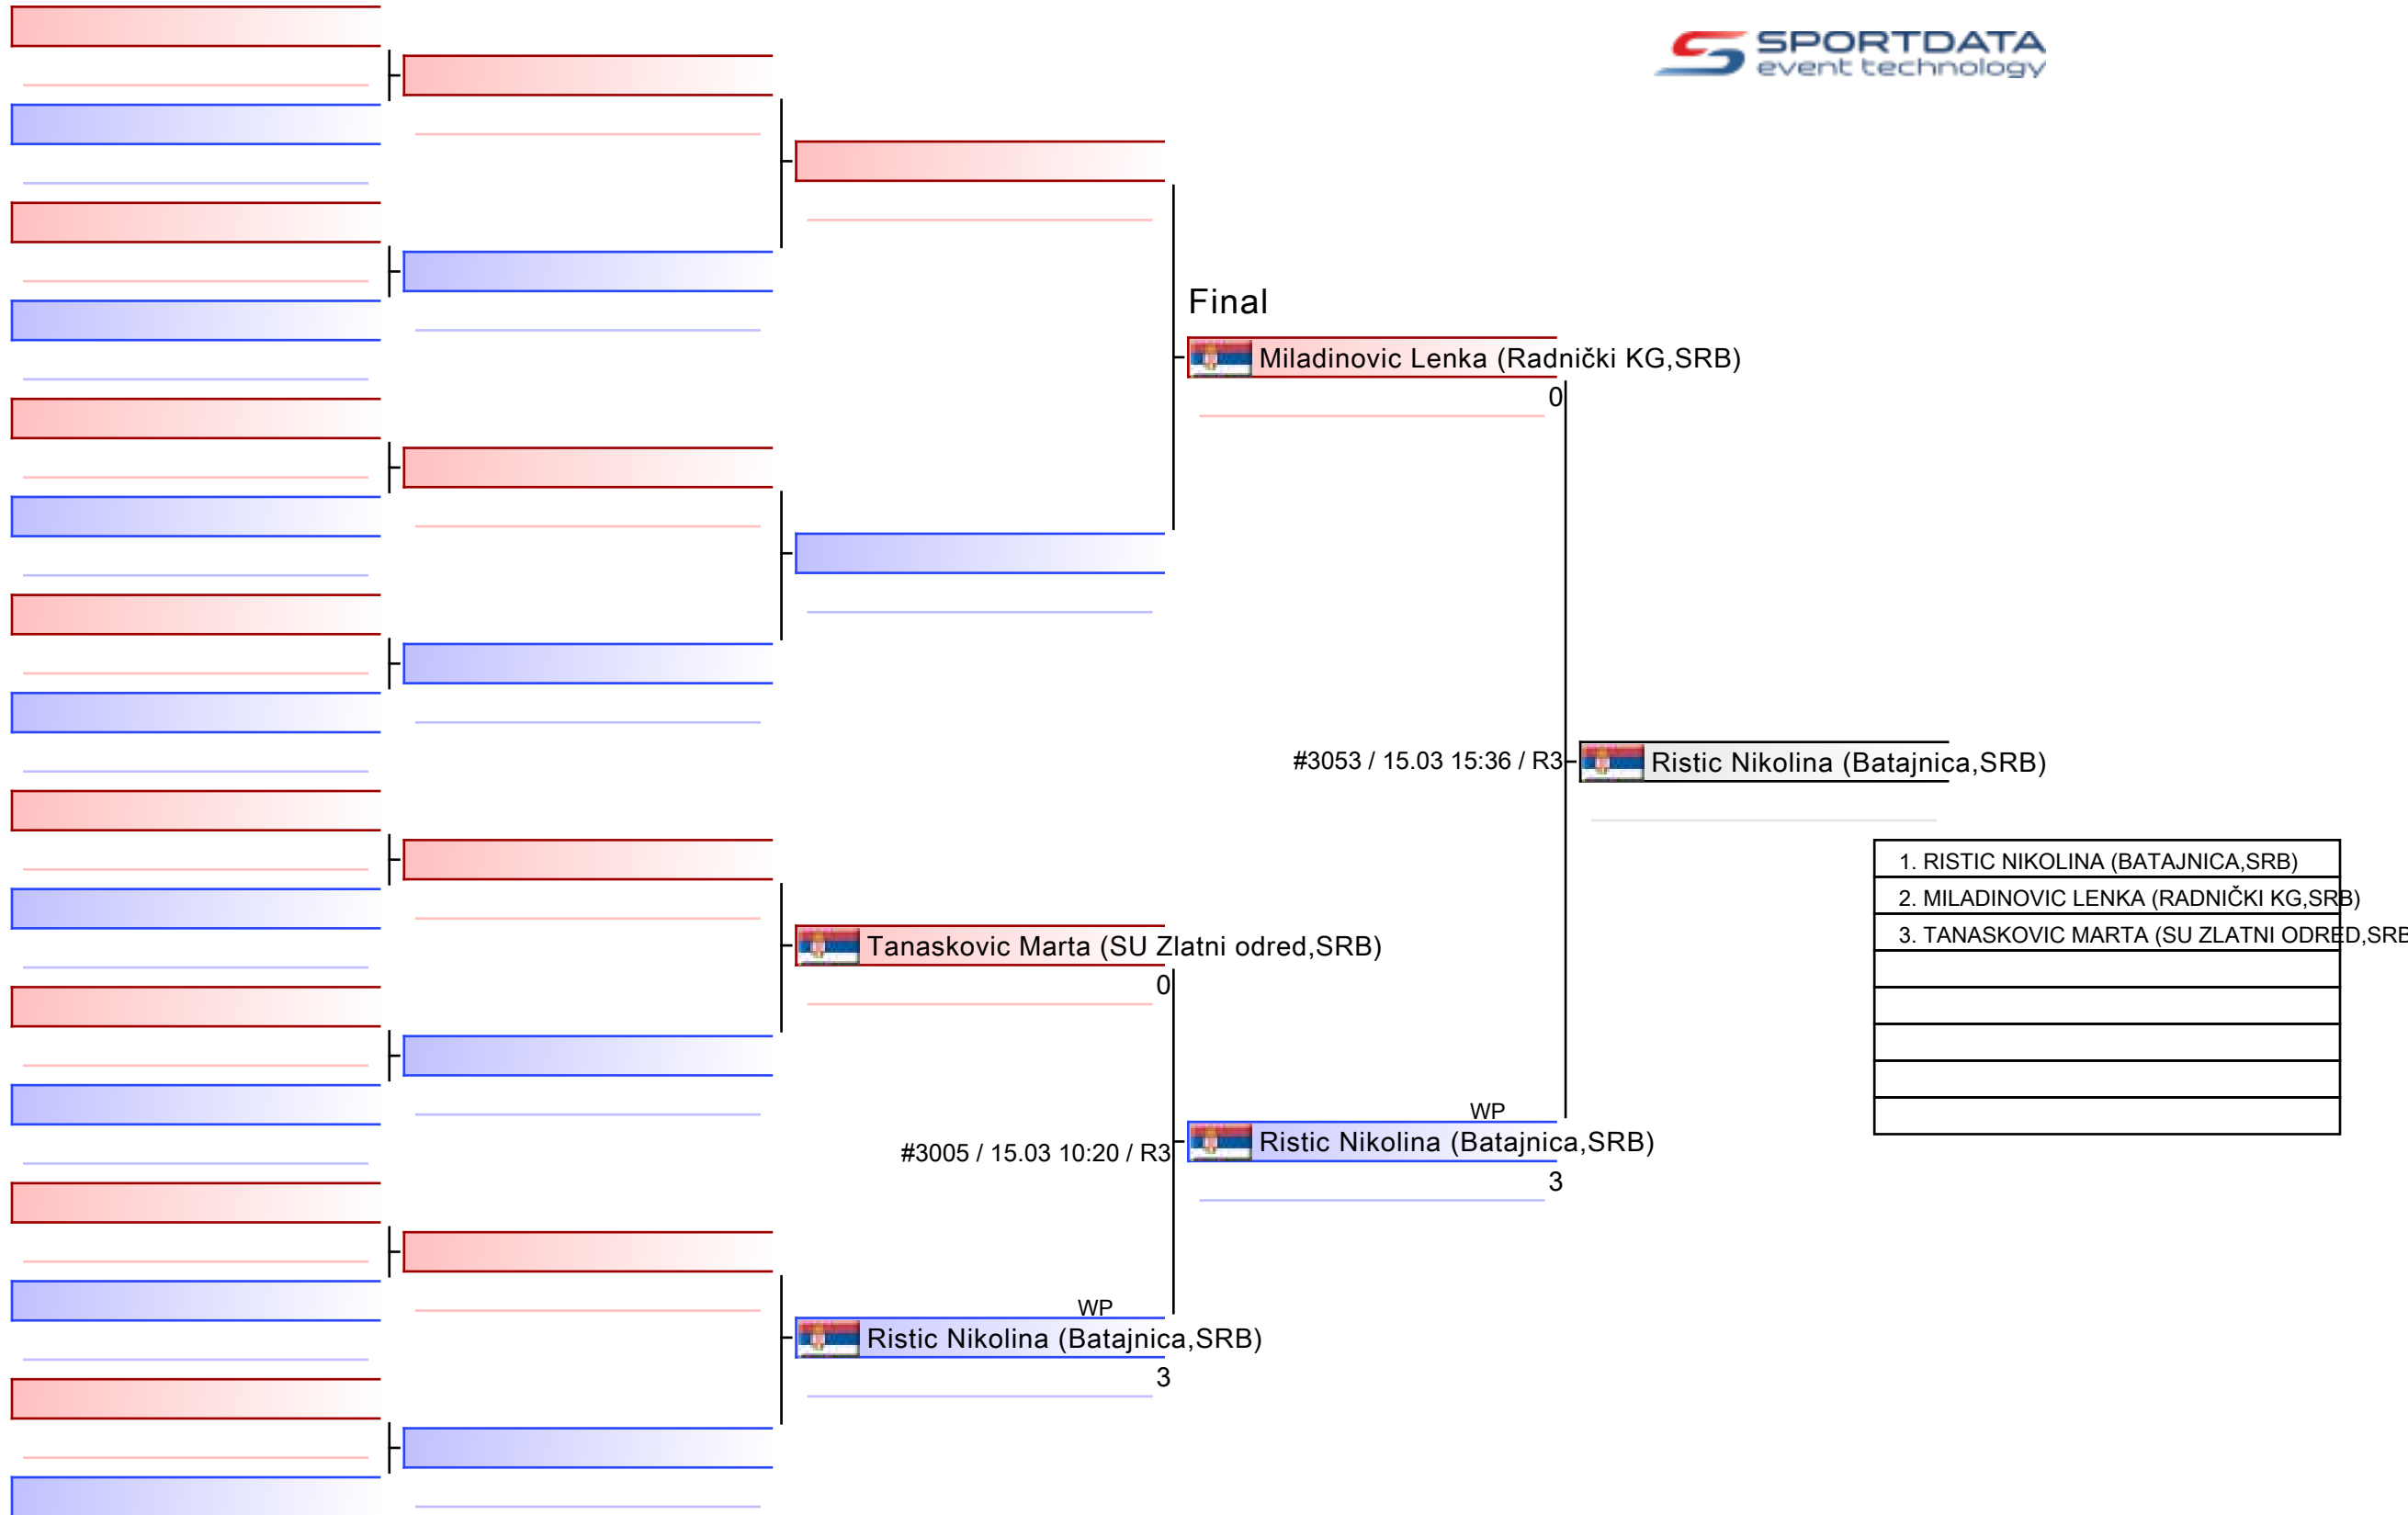 SPORTDATA
event technology
Final
Miladinovic Lenka (Radnički KG,SRB)
0
#3053 / 15.03 15:36 / R3
Ristic Nikolina (Batajnica,SRB)
1. RISTIC NIKOLINA (BATAJNICA,SRB)
2. MILADINOVIC LENKA (RADNIČKI KG,SRB)
3. TANASKOVIC MARTA (SU ZLATNI ODRED,SRB
Tanaskovic Marta (SU Zlatni odred,SRB)
0
#3005 / 15.03 10:20 / R3
WP
Ristic Nikolina (Batajnica,SRB)
3
WP
Ristic Nikolina (Batajnica,SRB)
3